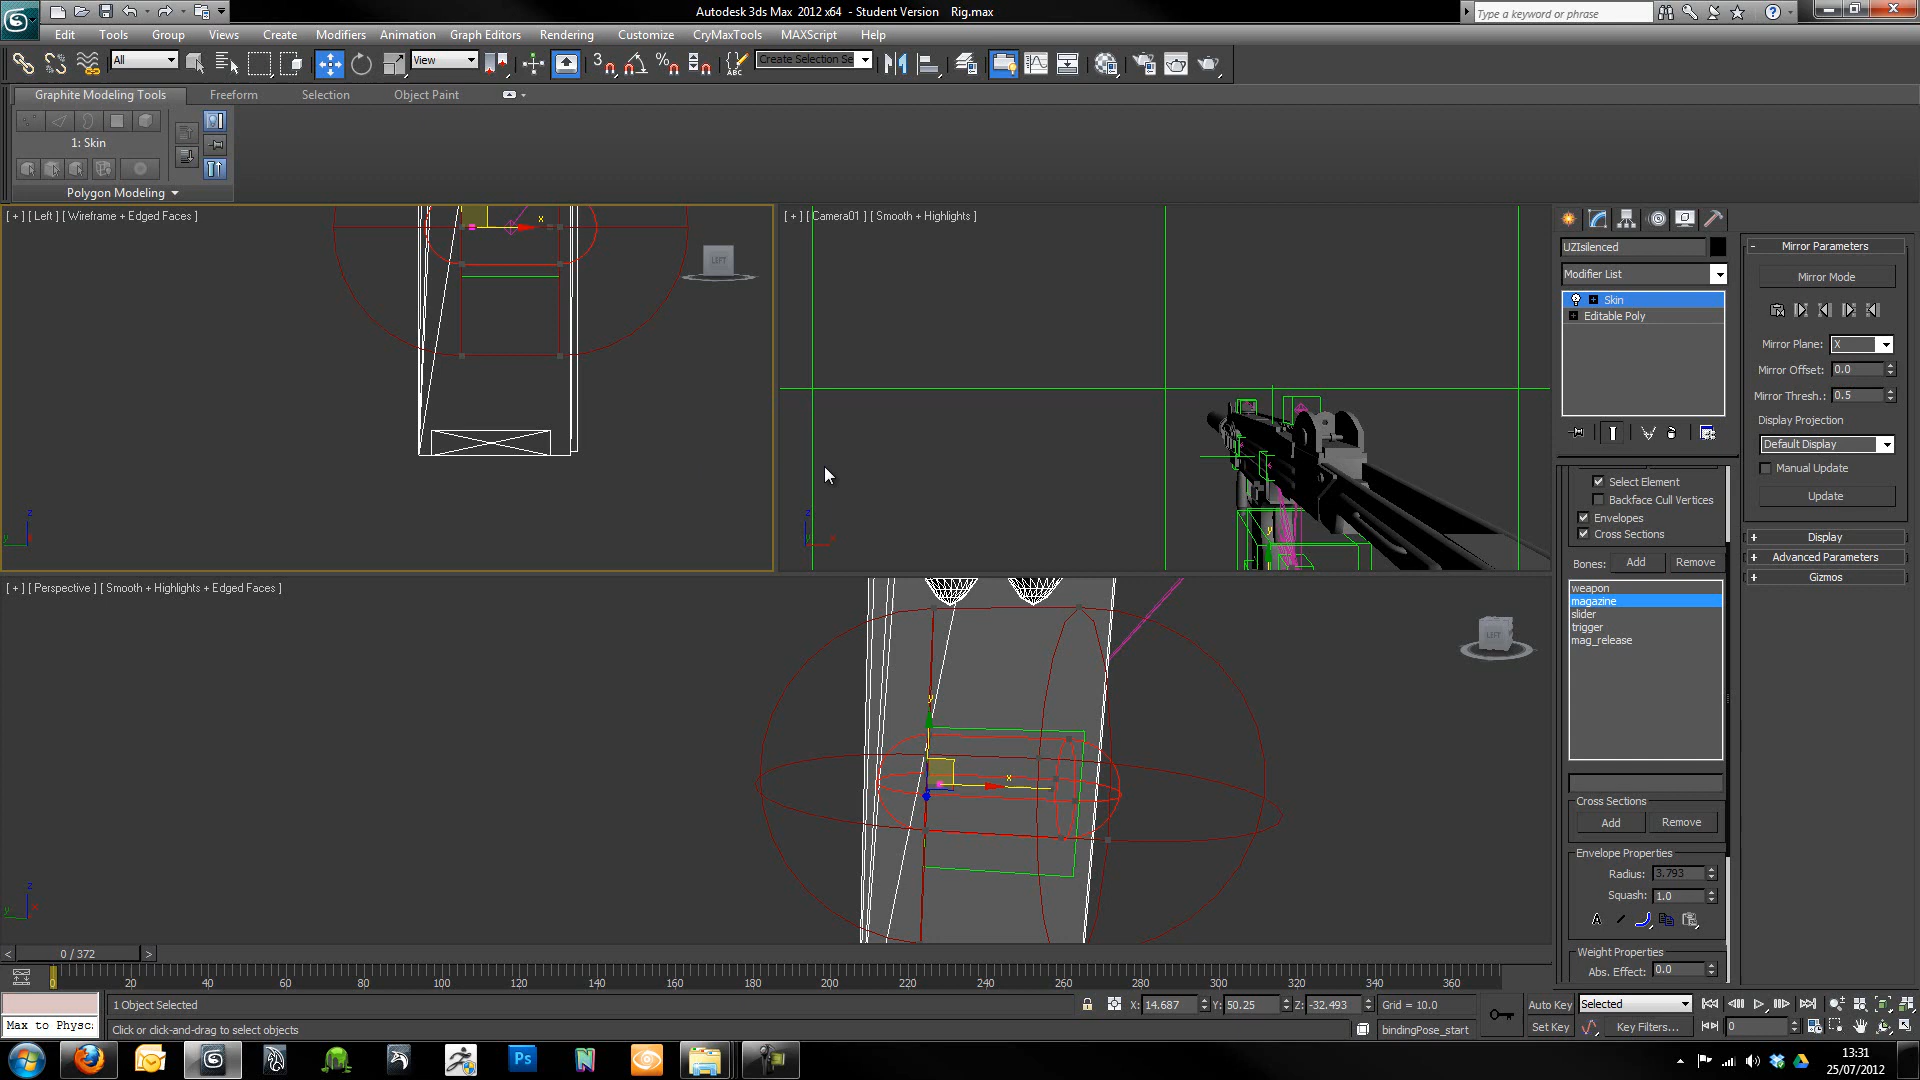 Autodesk 3ds Max 2012 x64 - Student Version Rig.max
Type a keyword or phrase
Edit Tools Group Views Create Modifiers Animation Graph Editors Rendering Customize CryMaxTools MAXScript Help
All View Create Selection Se
Graphite Modeling Tools Freeform Selection Object Paint
1: Skin
Polygon Modeling
[ + ] [ Left ] [ Wireframe + Edged Faces ]
LEFT
[ + ] [ Camera01 ] [ Smooth + Highlights ]
[ + ] [ Perspective ] [ Smooth + Highlights + Edged Faces ]
LEFT
UZIsilenced
Modifier List
Skin
Editable Poly
Select Element
Backface Cull Vertices
Envelopes
Cross Sections
Bones: Add Remove
weapon
magazine
slider
trigger
mag_release
Cross Sections
Add Remove
Envelope Properties
Radius: 3.793
Squash: 1.0
Weight Properties
Abs. Effect: 0.0
Mirror Parameters
Mirror Mode
Mirror Plane: X
Mirror Offset: 0.0
Mirror Thresh.: 0.5
Display Projection
Default Display
Manual Update
Update
Display
Advanced Parameters
Gizmos
0 / 372
0 20 40 60 80 100 120 140 160 180 200 220 240 260 280 300 320 340 360
1 Object Selected
X: 14.687 Y: 50.25 Z: -32.493 Grid = 10.0
Auto Key Selected
Max to Physc:
Click or click-and-drag to select objects
bindingPose_start
Set Key Key Filters... 0
13:31
25/07/2012